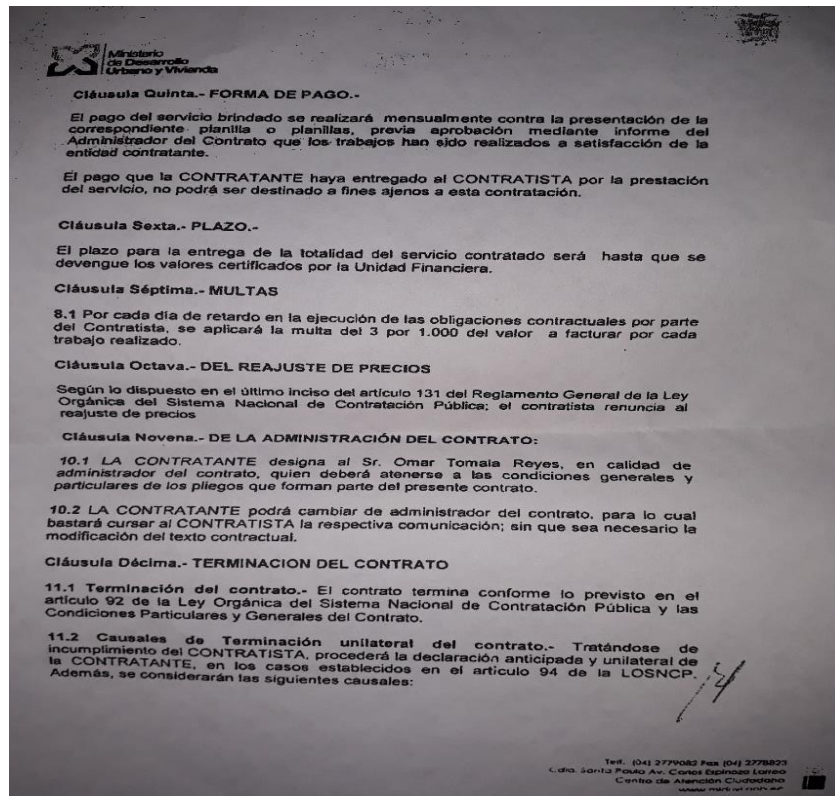 Ministerio
de Desarrollo
Urbano y Vivienda
Cláusula Quinta.- FORMA DE PAGO.-
El pago del servicio brindado se realizará mensualmente contra la presentación de la
correspondiente planilla o planillas, previa aprobación mediante informe del
Administrador del Contrato que los trabajos han sido realizados a satisfacción de la
entidad contratante.
El pago que la CONTRATANTE haya entregado al CONTRATISTA por la prestación
del servicio, no podrá ser destinado a fines ajenos a esta contratación.
Cláusula Sexta.- PLAZO.-
El plazo para la entrega de la totalidad del servicio contratado será hasta que se
devengue los valores certificados por la Unidad Financiera.
Cláusula Séptima.- MULTAS
8.1 Por cada día de retardo en la ejecución de las obligaciones contractuales por parte
del Contratista, se aplicará la multa del 3 por 1.000 del valor a facturar por cada
trabajo realizado.
Cláusula Octava.- DEL REAJUSTE DE PRECIOS
Según lo dispuesto en el último inciso del artículo 131 del Reglamento General de la Ley
Orgánica del Sistema Nacional de Contratación Pública; el contratista renuncia al
reajuste de precios
Cláusula Novena.- DE LA ADMINISTRACIÓN DEL CONTRATO:
10.1 LA CONTRATANTE designa al Sr. Omar Tomala Reyes, en calidad de
administrador del contrato, quien deberá atenerse a las condiciones generales y
particulares de los pliegos que forman parte del presente contrato.
10.2 LA CONTRATANTE podrá cambiar de administrador del contrato, para lo cual
bastará cursar al CONTRATISTA la respectiva comunicación; sin que sea necesario la
modificación del texto contractual.
Cláusula Décima.- TERMINACION DEL CONTRATO
11.1 Terminación del contrato.- El contrato termina conforme lo previsto en el
artículo 92 de la Ley Orgánica del Sistema Nacional de Contratación Pública y las
Condiciones Particulares y Generales del Contrato.
11.2 Causales de Terminación unilateral del contrato.- Tratándose de
incumplimiento del CONTRATISTA, procederá la declaración anticipada y unilateral de
la CONTRATANTE, en los casos establecidos en el artículo 94 de la LOSNCP.
Además, se considerarán las siguientes causales:
Telf. (04) 2779082 Fax (04) 2778823
Cdla. Santa Paula Av. Carlos Espinoza Larrea
Centro de Atención Ciudadano